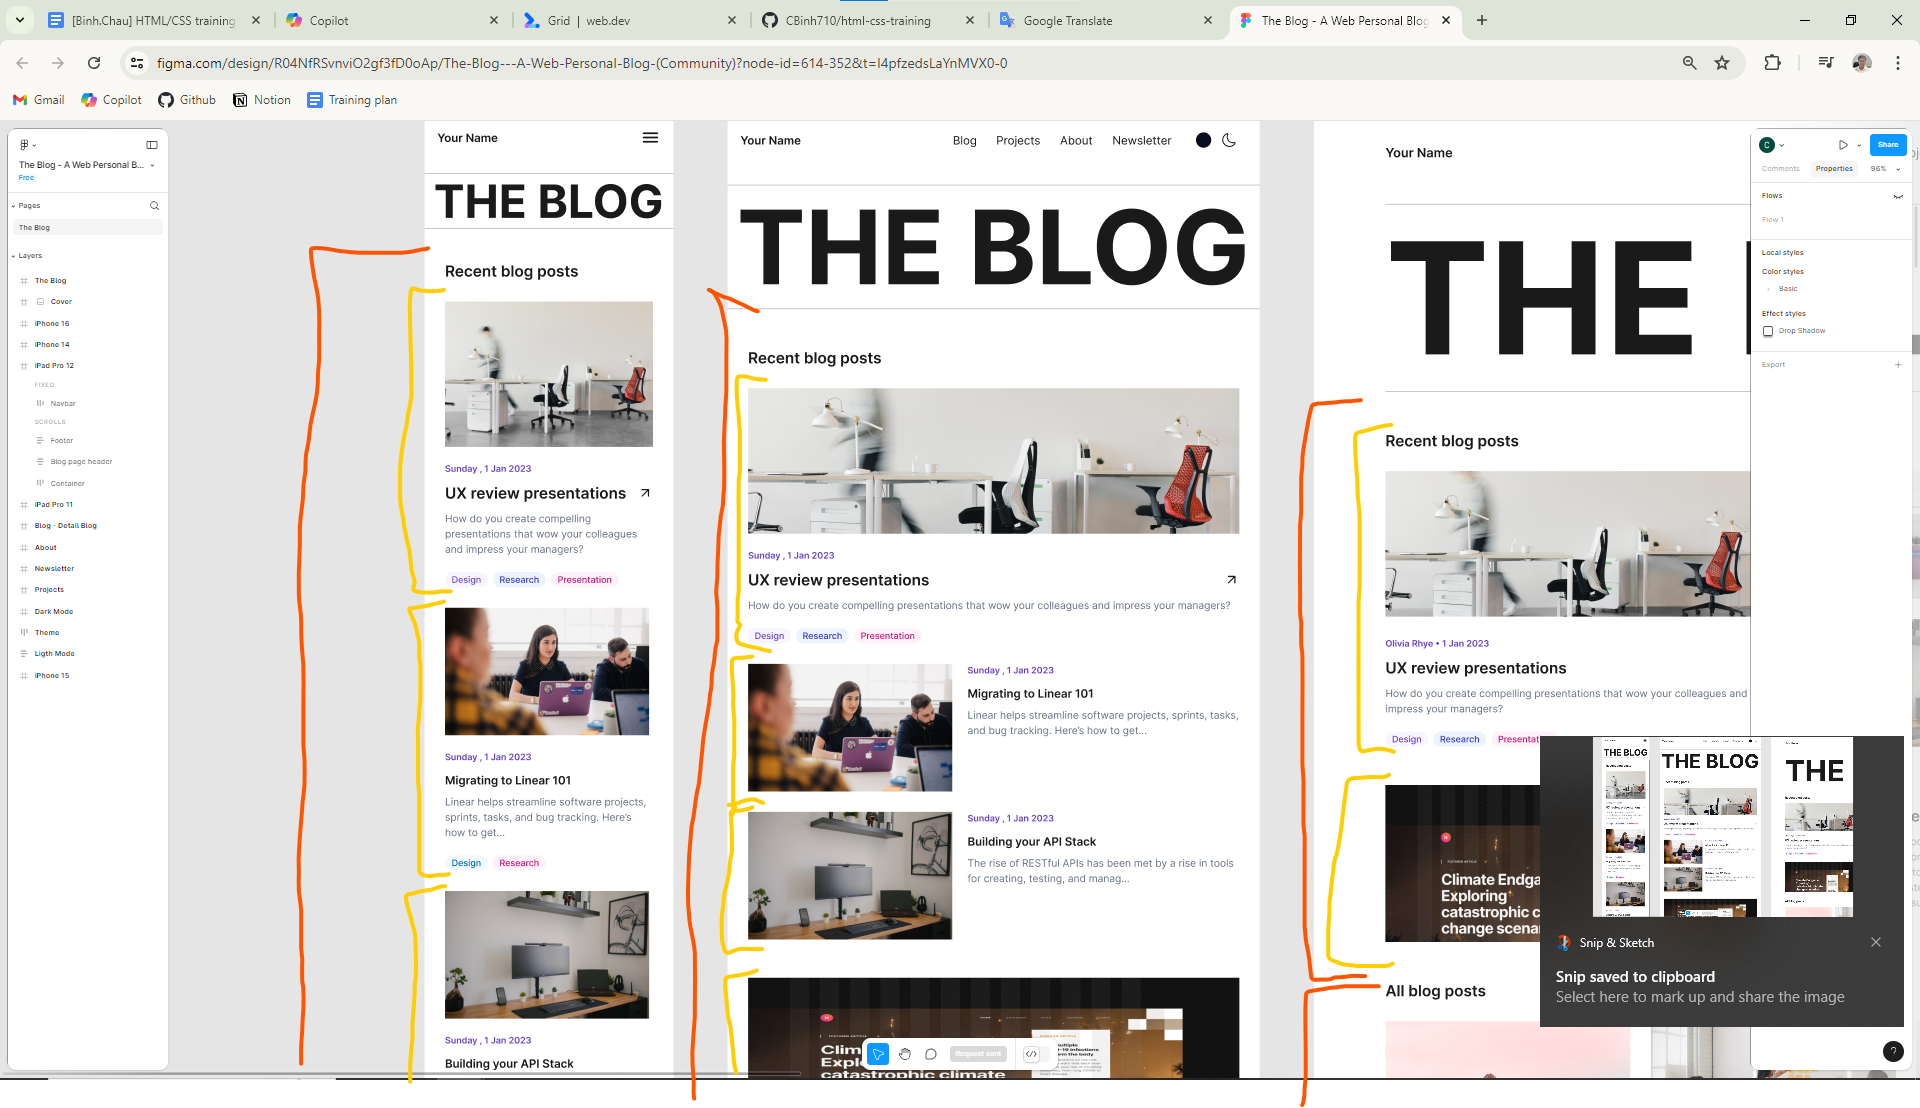 [Binh.Chau] HTML/CSS training
Copilot
Grid | web.dev
CBinh710/html-css-training
Google Translate
The Blog - A Web Personal Blog
figma.com/design/R04NfRSvnviO2gf3fD0oAp/The-Blog---A-Web-Personal-Blog-(Community)?node-id=614-352&t=I4pfzedsLaYnMVX0-0
Gmail
Copilot
Github
Notion
Training plan
The Blog - A Web Personal B...
Free
Pages
The Blog
Layers
The Blog
Cover
iPhone 16
iPhone 14
iPad Pro 12
FIXED
Navbar
SCROLLS
Footer
Blog page header
Container
iPad Pro 11
Blog - Detail Blog
About
Newsletter
Projects
Dark Mode
Theme
Ligth Mode
iPhone 15
Your Name
THE BLOG
Recent blog posts
Sunday , 1 Jan 2023
UX review presentations
How do you create compelling
presentations that wow your colleagues
and impress your managers?
Design Research Presentation
Sunday , 1 Jan 2023
Migrating to Linear 101
Linear helps streamline software projects,
sprints, tasks, and bug tracking. Here's
how to get...
Design Research
Sunday , 1 Jan 2023
Building your API Stack
Your Name
Blog Projects About Newsletter
THE BLOG
Recent blog posts
Sunday , 1 Jan 2023
UX review presentations
How do you create compelling presentations that wow your colleagues and impress your managers?
Design Research Presentation
Sunday , 1 Jan 2023
Migrating to Linear 101
Linear helps streamline software projects, sprints, tasks,
and bug tracking. Here's how to get...
Sunday , 1 Jan 2023
Building your API Stack
The rise of RESTful APIs has been met by a rise in tools
for creating, testing, and manag...
catastrophic climate
Request sent
Your Name
THE
Recent blog posts
Olivia Rhye • 1 Jan 2023
UX review presentations
How do you create compelling presentations that wow your colleagues and
impress your managers?
Design Research Presentat
Climate Endga
Exploring
catastrophic c
change scenar
All blog posts
C
Share
Comments Properties 96%
Flows
Flow 1
Local styles
Color styles
Basic
Effect styles
Drop Shadow
Export
THE BLOG
THE BLOG
THE
Snip & Sketch
Snip saved to clipboard
Select here to mark up and share the image
?